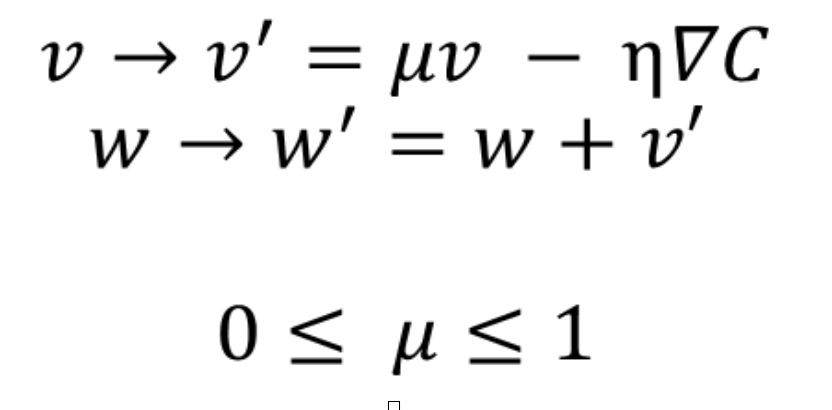 v → v′ = μv − η∇C
w → w′ = w + v′
0 ≤ μ ≤ 1